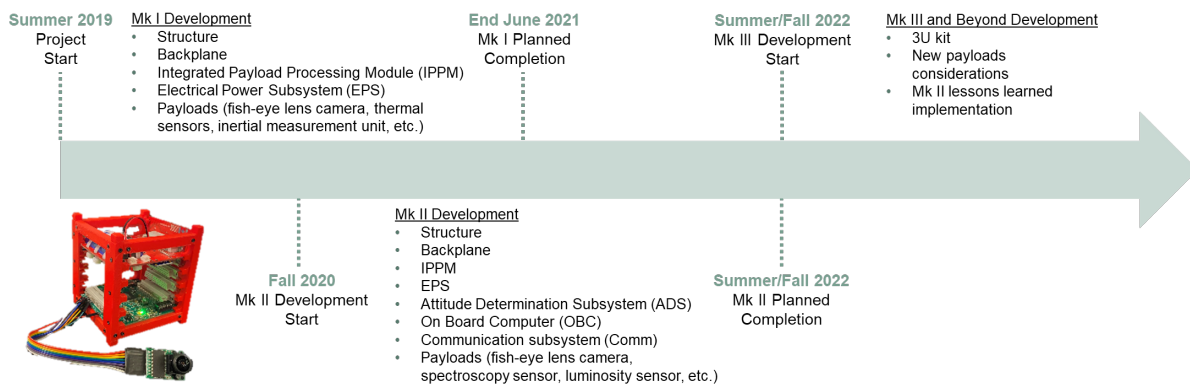 Summer 2019
Project
Start
Mk I Development
• Structure
• Backplane
• Integrated Payload Processing Module (IPPM)
• Electrical Power Subsystem (EPS)
• Payloads (fish-eye lens camera, thermal
sensors, inertial measurement unit, etc.)
End June 2021
Mk I Planned
Completion
Summer/Fall 2022
Mk III Development
Start
Mk III and Beyond Development
• 3U kit
• New payloads
considerations
• Mk II lessons learned
implementation
Fall 2020
Mk II Development
Start
Mk II Development
• Structure
• Backplane
• IPPM
• EPS
• Attitude Determination Subsystem (ADS)
• On Board Computer (OBC)
• Communication subsystem (Comm)
• Payloads (fish-eye lens camera,
spectroscopy sensor, luminosity sensor, etc.)
Summer/Fall 2022
Mk II Planned
Completion